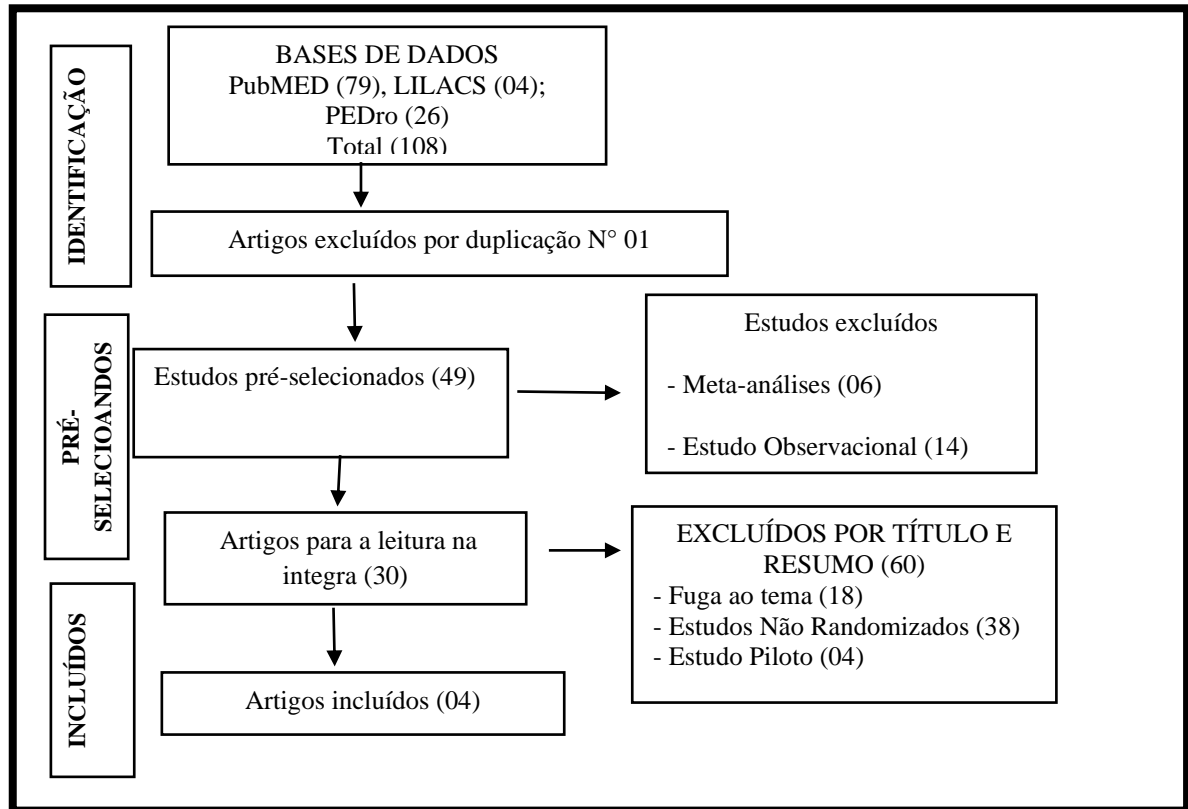 IDENTIFICAÇÃO
BASES DE DADOS
PubMED (79), LILACS (04);
PEDro (26)
Total (108)
Artigos excluídos por duplicação N° 01
PRÉ-
SELECIOANDOS
Estudos pré-selecionados (49)
Estudos excluídos
- Meta-análises (06)
- Estudo Observacional (14)
Artigos para a leitura na
integra (30)
EXCLUÍDOS POR TÍTULO E
RESUMO (60)
- Fuga ao tema (18)
- Estudos Não Randomizados (38)
- Estudo Piloto (04)
INCLUÍDOS
Artigos incluídos (04)